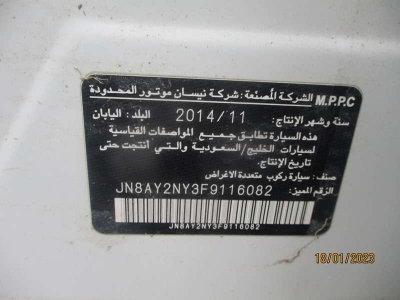 M.P.P.C الشركة المصنعة: شركة نيسان موتور المحدودة
سنة وشهر الإنتاج: 2014/11 البلد: اليابان
هذه السيارة تطابق جميع المواصفات القياسية
لسيارات الخليج/السعودية والتي أنتجت حتى
تاريخ الإنتاج.
صنف: سيارة ركوب متعددة الاغراض
الرقم المميز: JN8AY2NY3F9116082
JN8AY2NY3F9116082
18/01/2023